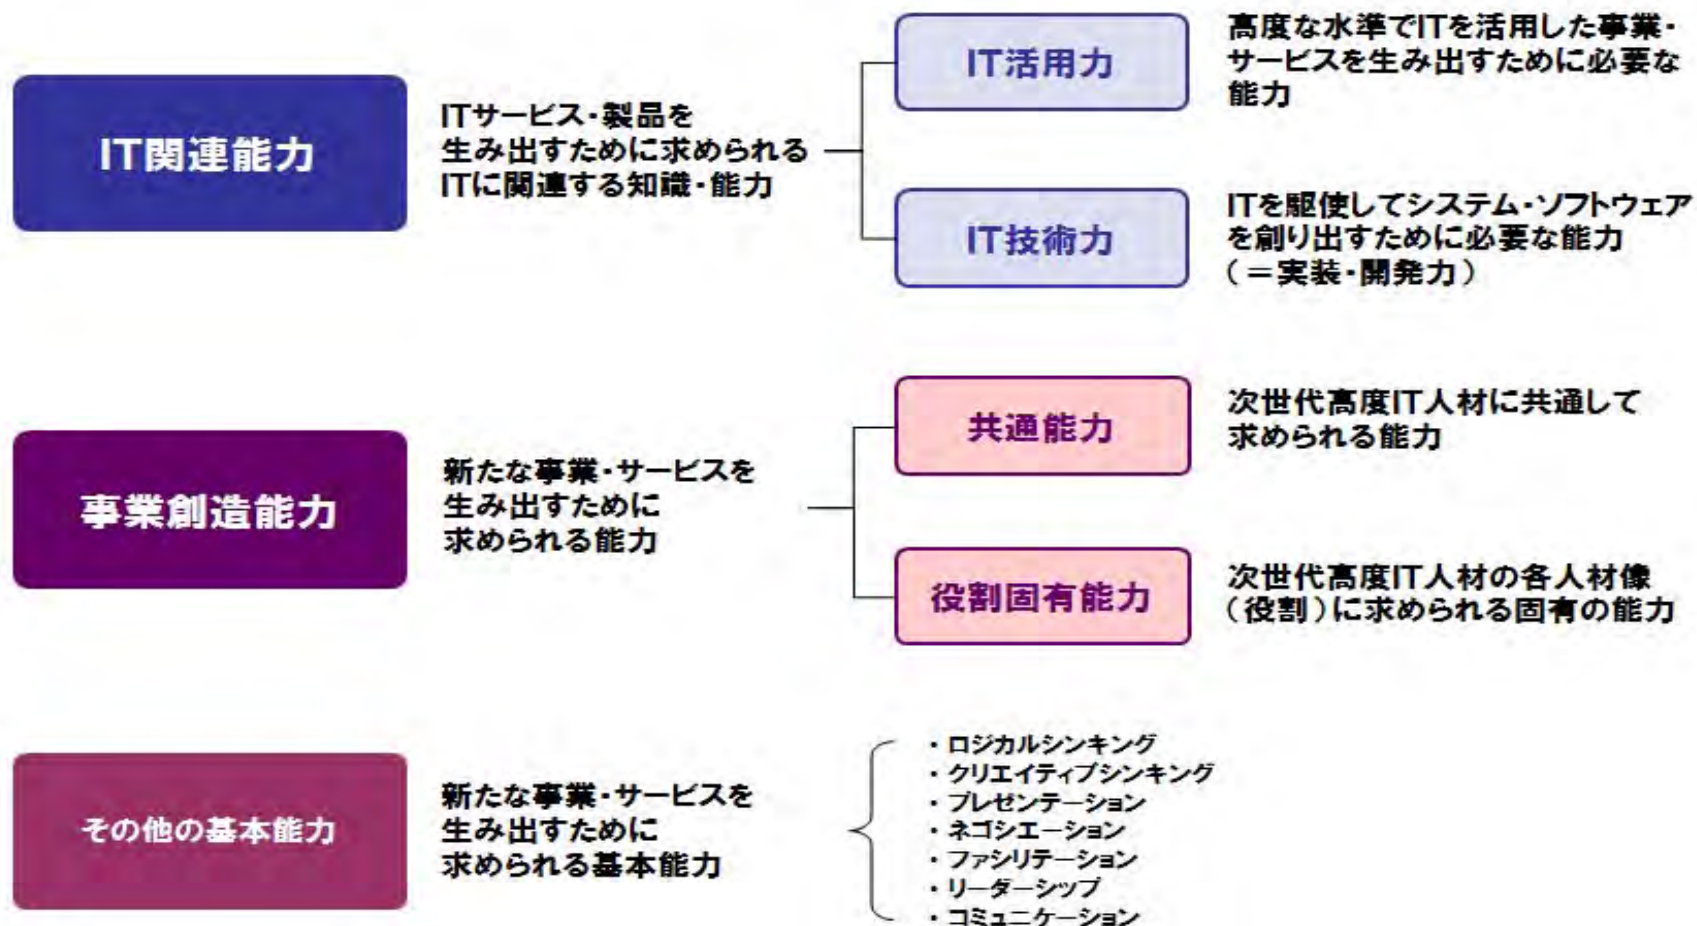 IT関連能力
ITサービス・製品を
生み出すために求められる
ITに関連する知識・能力
IT活用力
高度な水準でITを活用した事業・
サービスを生み出すために必要な
能力
IT技術力
ITを駆使してシステム・ソフトウェア
を創り出すために必要な能力
(=実装・開発力)
事業創造能力
新たな事業・サービスを
生み出すために
求められる能力
共通能力
次世代高度IT人材に共通して
求められる能力
役割固有能力
次世代高度IT人材の各人材像
(役割)に求められる固有の能力
その他の基本能力
新たな事業・サービスを
生み出すために
求められる基本能力
・ロジカルシンキング
・クリエイティブシンキング
・プレゼンテーション
・ネゴシエーション
・ファシリテーション
・リーダーシップ
・コミュニケーション